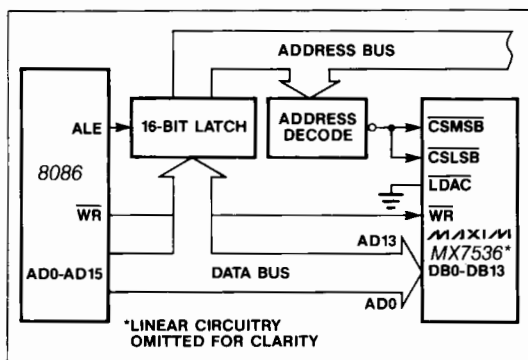 ADDRESS BUS
ALE
16-BIT LATCH
ADDRESS
DECODE
CSMSB
CSLSB
8086
LDAC
WR
WR
MAXIM
AD13
MX7536*
AD0-AD15
DATA BUS
DB0-DB13
AD0
*LINEAR CIRCUITRY
OMITTED FOR CLARITY